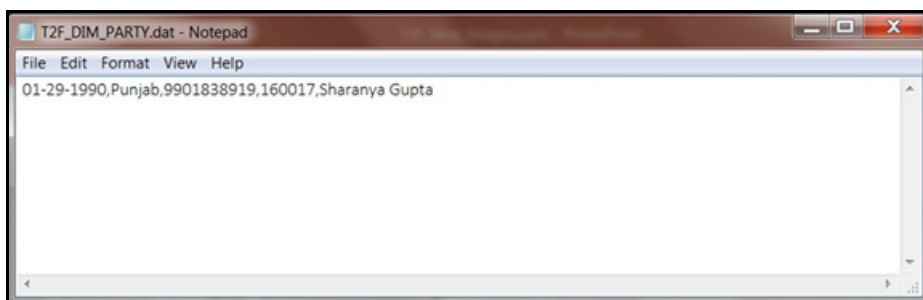 T2F_DIM_PARTY.dat - Notepad
File Edit Format View Help
01-29-1990,Punjab,9901838919,160017,Sharanya Gupta